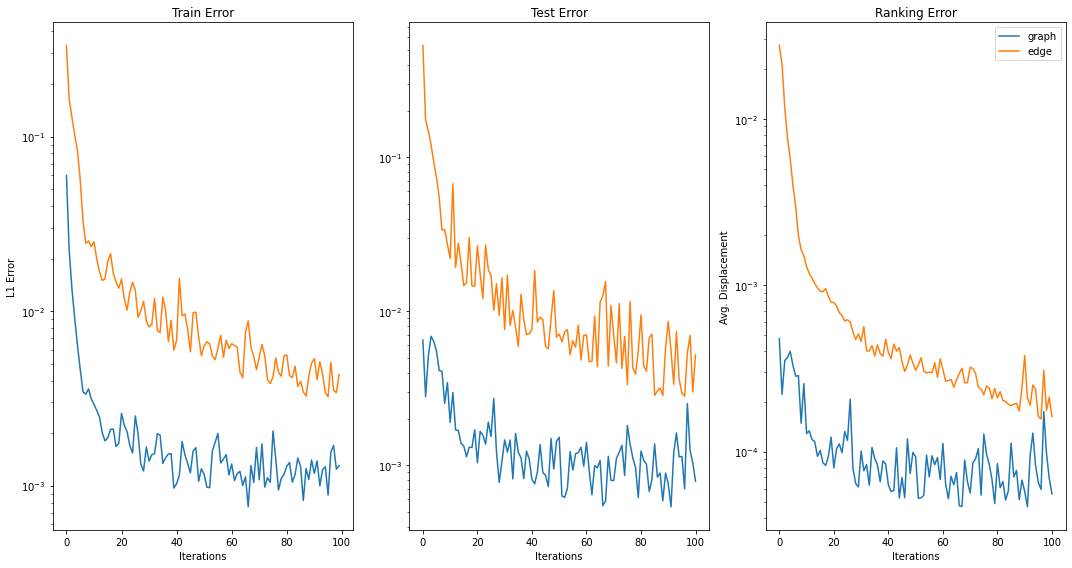 Train Error
L1 Error
10⁻¹
10⁻²
10⁻³
0 20 40 60 80 100
Iterations
Test Error
10⁻¹
10⁻²
10⁻³
0 20 40 60 80 100
Iterations
Ranking Error
Avg. Displacement
10⁻²
10⁻³
10⁻⁴
0 20 40 60 80 100
Iterations
graph
edge